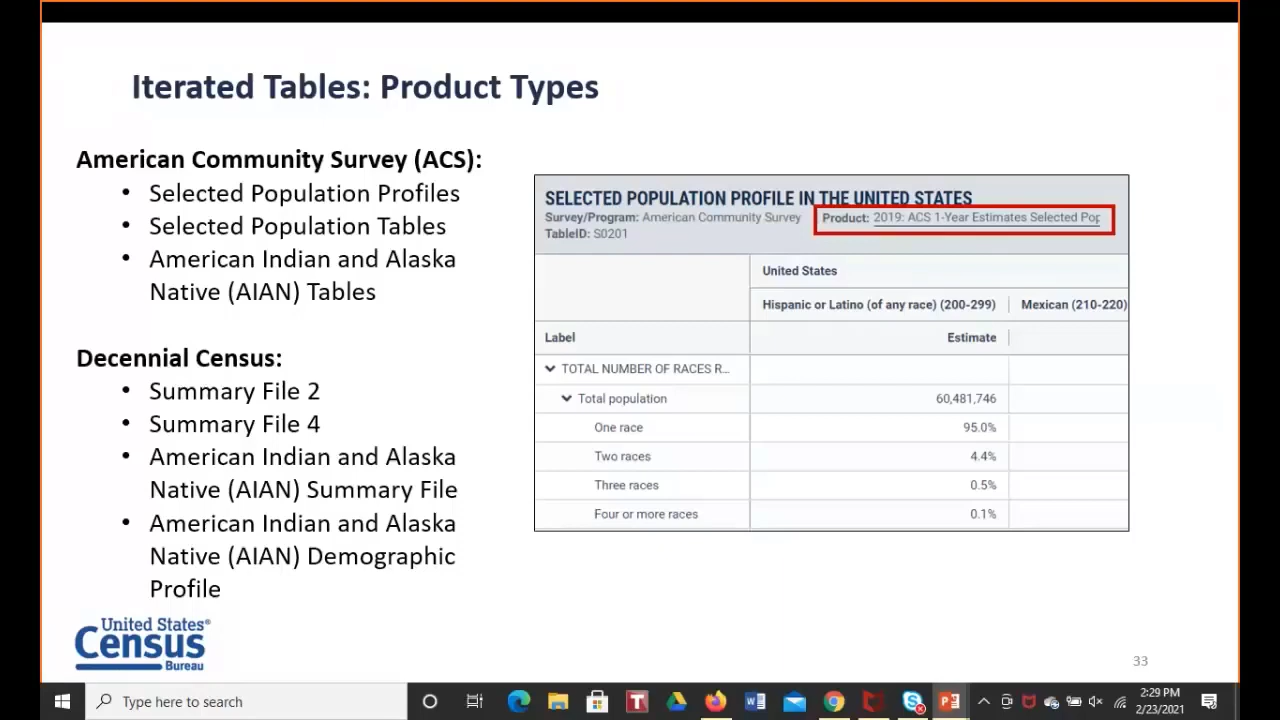 Iterated Tables: Product Types
American Community Survey (ACS):
• Selected Population Profiles
• Selected Population Tables
• American Indian and Alaska
Native (AIAN) Tables
Decennial Census:
• Summary File 2
• Summary File 4
• American Indian and Alaska
Native (AIAN) Summary File
• American Indian and Alaska
Native (AIAN) Demographic
Profile
SELECTED POPULATION PROFILE IN THE UNITED STATES
Survey/Program: American Community Survey Product: 2019: ACS 1-Year Estimates Selected Pop
TableID: S0201
United States
Hispanic or Latino (of any race) (200-299) Mexican (210-220)
Label Estimate
TOTAL NUMBER OF RACES R...
Total population 60,481,746
One race 95.0%
Two races 4.4%
Three races 0.5%
Four or more races 0.1%
United States®
Census
Bureau
33
Type here to search
2:29 PM
2/23/2021